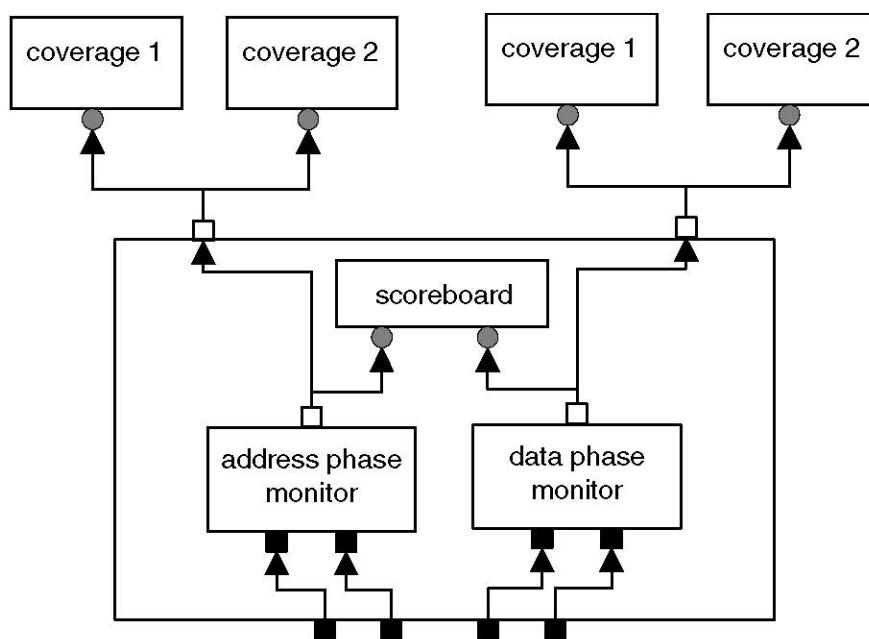 coverage 1
coverage 2
coverage 1
coverage 2
scoreboard
address phase
monitor
data phase
monitor